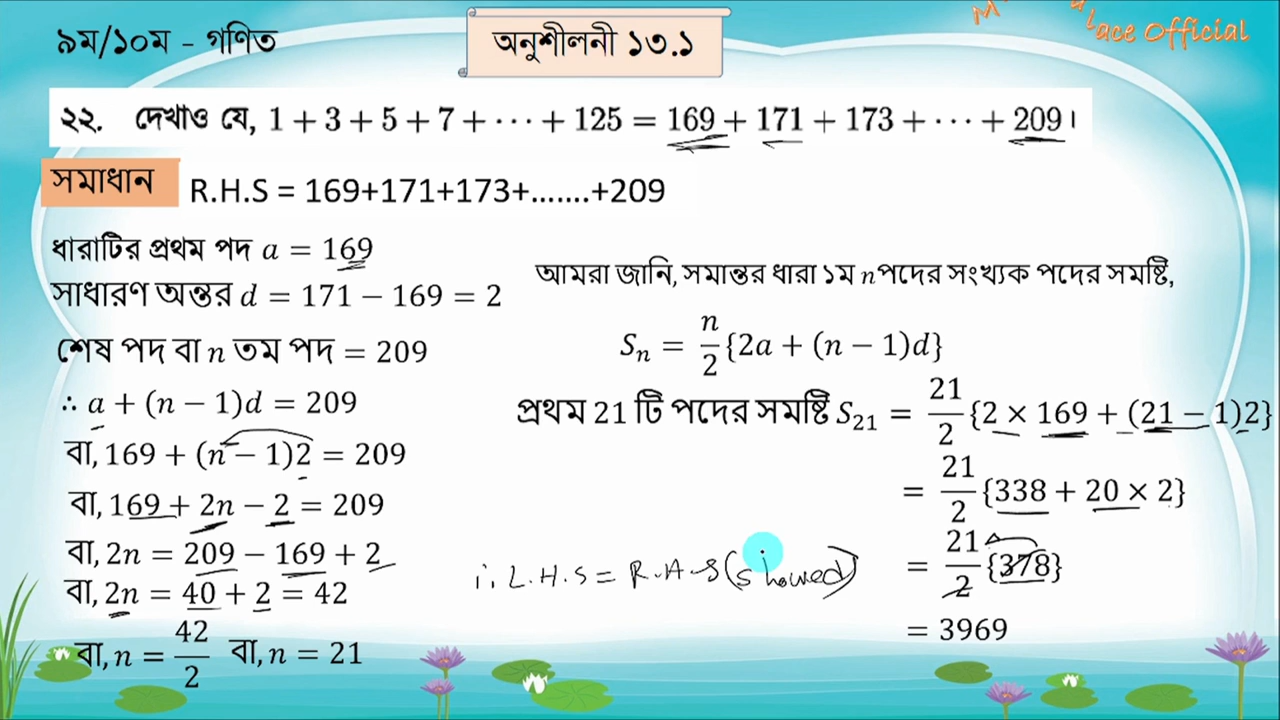 ৯ম/১০ম - গণিত
অনুশীলনী ১৩.১
lace Official
২২. দেখাও যে, 1 + 3 + 5 + 7 + ⋯ + 125 = 169 + 171 + 173 + ⋯ + 209।
সমাধান
R.H.S = 169+171+173+…….+209
ধারাটির প্রথম পদ a = 169
সাধারণ অন্তর d = 171 − 169 = 2
শেষ পদ বা n তম পদ = 209
∴ a + (n − 1)d = 209
বা, 169 + (n − 1)2 = 209
বা, 169 + 2n − 2 = 209
বা, 2n = 209 − 169 + 2
বা, 2n = 40 + 2 = 42
বা, n = 42/2 বা, n = 21
আমরা জানি, সমান্তর ধারা ১ম n পদের সংখ্যক পদের সমষ্টি,
Sₙ = n/2 {2a + (n − 1)d}
প্রথম 21 টি পদের সমষ্টি S₂₁ = 21/2 {2 × 169 + (21 − 1)2}
= 21/2 {338 + 20 × 2}
= 21/2 {378}
= 3969
∴ L.H.S = R.H.S (showed)